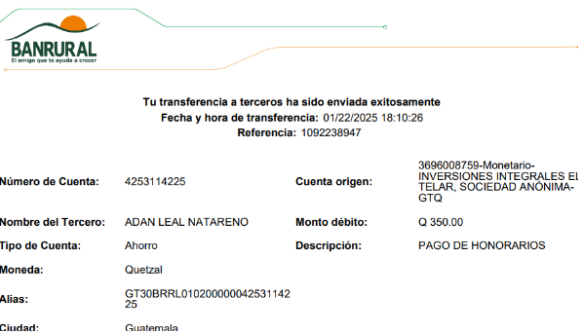 BANRURAL
El amigo que te ayuda a crecer
Tu transferencia a terceros ha sido enviada exitosamente
Fecha y hora de transferencia: 01/22/2025 18:10:26
Referencia: 1092238947
Número de Cuenta: 4253114225
Cuenta origen: 3696008759-Monetario-
INVERSIONES INTEGRALES EL
TELAR, SOCIEDAD ANÓNIMA-
GTQ
Nombre del Tercero: ADAN LEAL NATARENO
Monto débito: Q 350.00
Tipo de Cuenta: Ahorro
Descripción: PAGO DE HONORARIOS
Moneda: Quetzal
Alias: GT30BRRL010200000042531142
25
Ciudad: Guatemala